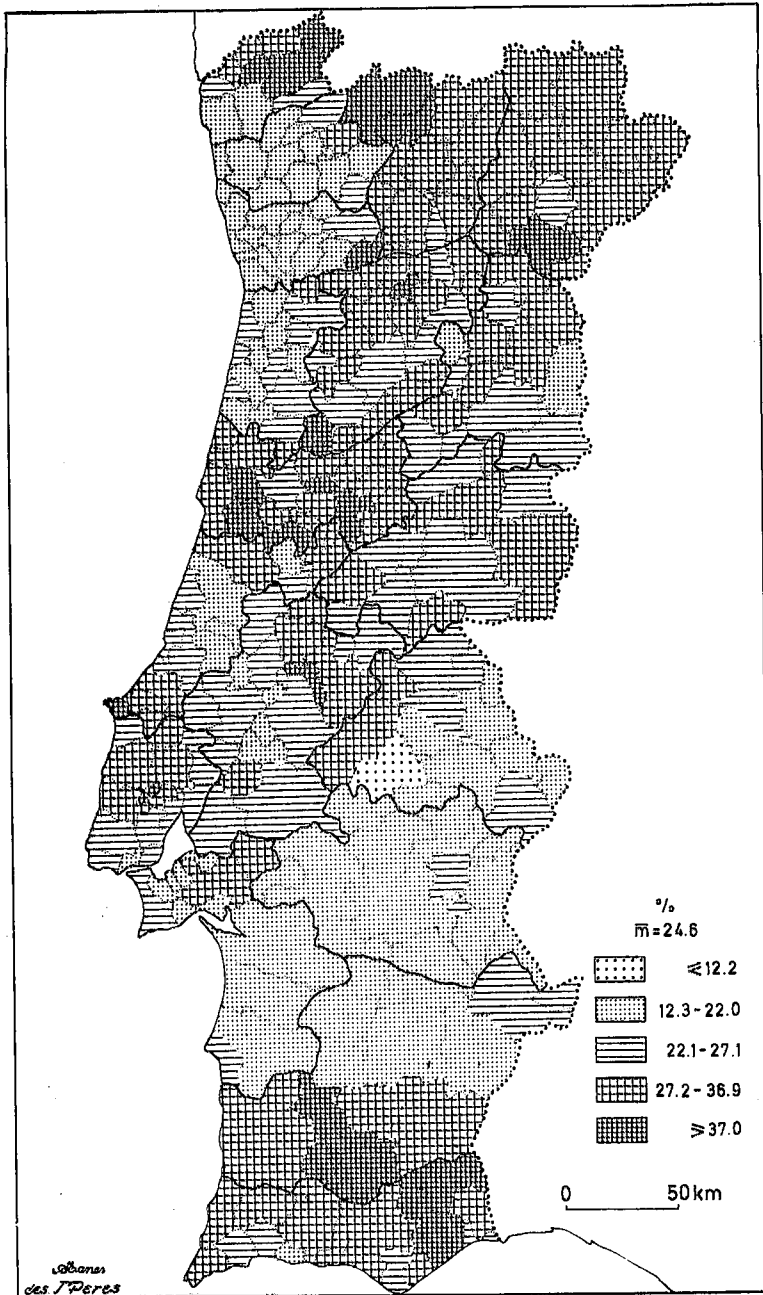 %
m̅=24.6
⩽12.2
12.3-22.0
22.1-27.1
27.2-36.9
⩾37.0
0 50km
des. J Peres